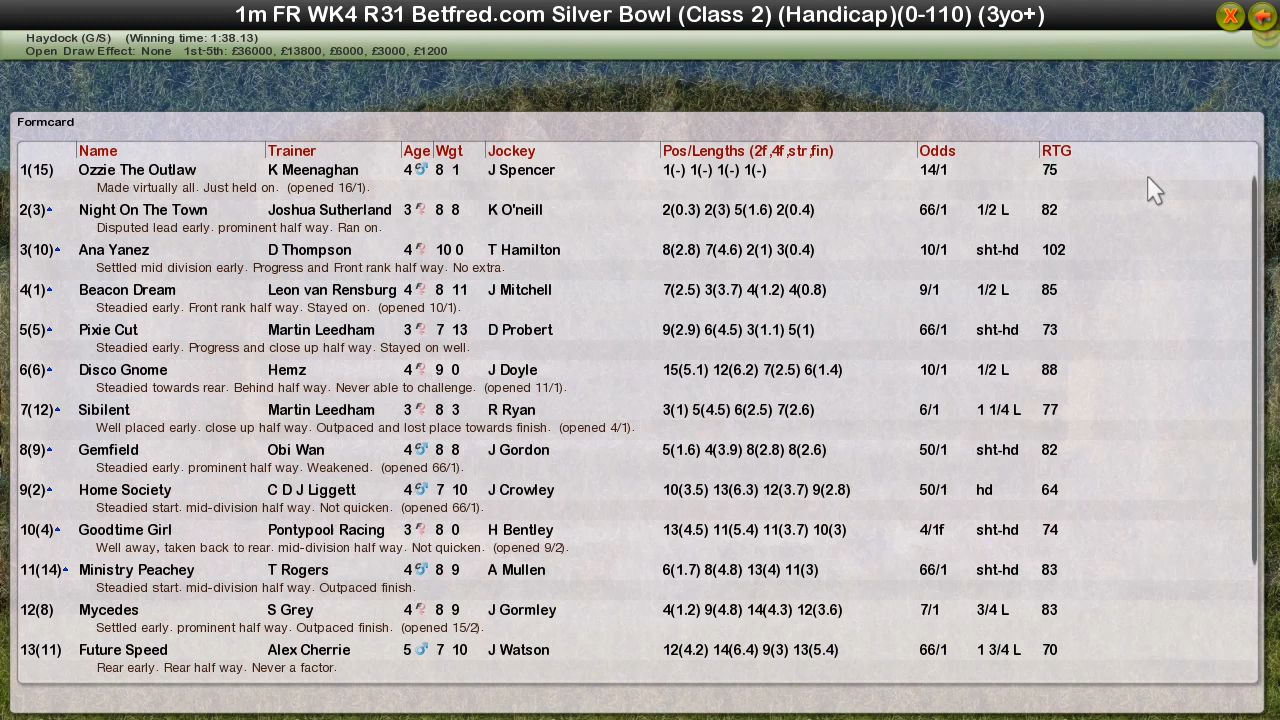 1m FR WK4 R31 Betfred.com Silver Bowl (Class 2) (Handicap)(0-110) (3yo+)
Haydock (G/S) (Winning time: 1:38.13)
Open Draw Effect: None 1st-5th: £36000, £13800, £6000, £3000, £1200
Formcard
Name Trainer Age Wgt Jockey Pos/Lengths (2f,4f,str,fin) Odds RTG
1(15) Ozzie The Outlaw K Meenaghan 4 8 1 J Spencer 1(-) 1(-) 1(-) 1(-) 14/1 75
Made virtually all. Just held on. (opened 16/1).
2(3) Night On The Town Joshua Sutherland 3 8 8 K O'neill 2(0.3) 2(3) 5(1.6) 2(0.4) 66/1 1/2 L 82
Disputed lead early. prominent half way. Ran on.
3(10) Ana Yanez D Thompson 4 10 0 T Hamilton 8(2.8) 7(4.6) 2(1) 3(0.4) 10/1 sht-hd 102
Settled mid division early. Progress and Front rank half way. No extra.
4(1) Beacon Dream Leon van Rensburg 4 8 11 J Mitchell 7(2.5) 3(3.7) 4(1.2) 4(0.8) 9/1 1/2 L 85
Steadied early. Front rank half way. Stayed on. (opened 10/1).
5(5) Pixie Cut Martin Leedham 3 7 13 D Probert 9(2.9) 6(4.5) 3(1.1) 5(1) 66/1 sht-hd 73
Steadied early. Progress and close up half way. Stayed on well.
6(6) Disco Gnome Hemz 4 9 0 J Doyle 15(5.1) 12(6.2) 7(2.5) 6(1.4) 10/1 1/2 L 88
Steadied towards rear. Behind half way. Never able to challenge. (opened 11/1).
7(12) Sibilent Martin Leedham 3 8 3 R Ryan 3(1) 5(4.5) 6(2.5) 7(2.6) 6/1 1 1/4 L 77
Well placed early. close up half way. Outpaced and lost place towards finish. (opened 4/1).
8(9) Gemfield Obi Wan 4 8 8 J Gordon 5(1.6) 4(3.9) 8(2.8) 8(2.6) 50/1 sht-hd 82
Steadied early. prominent half way. Weakened. (opened 66/1).
9(2) Home Society C D J Liggett 4 7 10 J Crowley 10(3.5) 13(6.3) 12(3.7) 9(2.8) 50/1 hd 64
Steadied start. mid-division half way. Not quicken. (opened 66/1).
10(4) Goodtime Girl Pontypool Racing 3 8 0 H Bentley 13(4.5) 11(5.4) 11(3.7) 10(3) 4/1f sht-hd 74
Well away, taken back to rear. mid-division half way. Not quicken. (opened 9/2).
11(14) Ministry Peachey T Rogers 4 8 9 A Mullen 6(1.7) 8(4.8) 13(4) 11(3) 66/1 sht-hd 83
Steadied start. mid-division half way. Outpaced finish.
12(8) Mycedes S Grey 4 8 9 J Gormley 4(1.2) 9(4.8) 14(4.3) 12(3.6) 7/1 3/4 L 83
Settled early. prominent half way. Outpaced finish. (opened 15/2).
13(11) Future Speed Alex Cherrie 5 7 10 J Watson 12(4.2) 14(6.4) 9(3) 13(5.4) 66/1 1 3/4 L 70
Rear early. Rear half way. Never a factor.